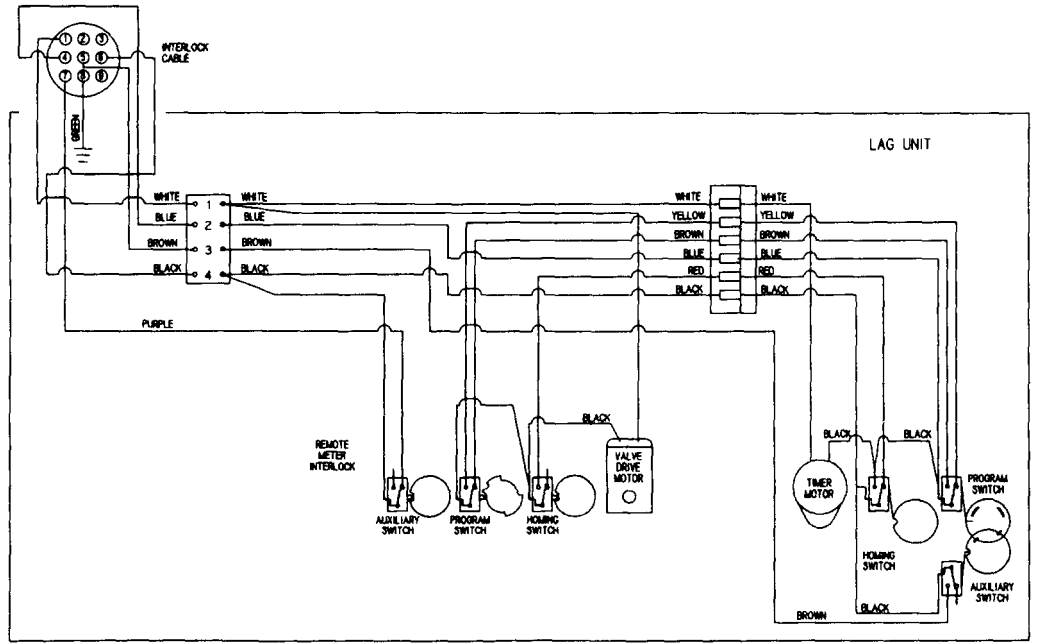 1 2 3
4 5 6
7 8 9
INTERLOCK
CABLE
GREEN
LAG UNIT
WHITE 1 WHITE
BLUE 2 BLUE
BROWN 3 BROWN
BLACK 4 BLACK
WHITE WHITE
YELLOW YELLOW
BROWN BROWN
BLUE BLUE
RED RED
BLACK BLACK
PURPLE
REMOTE
METER
INTERLOCK
BLACK
VALVE
DRIVE
MOTOR
AUXILIARY
SWITCH
PROGRAM
SWITCH
HOMING
SWITCH
BLACK BLACK
TIMER
MOTOR
PROGRAM
SWITCH
HOMING
SWITCH
AUXILIARY
SWITCH
BROWN
BLACK